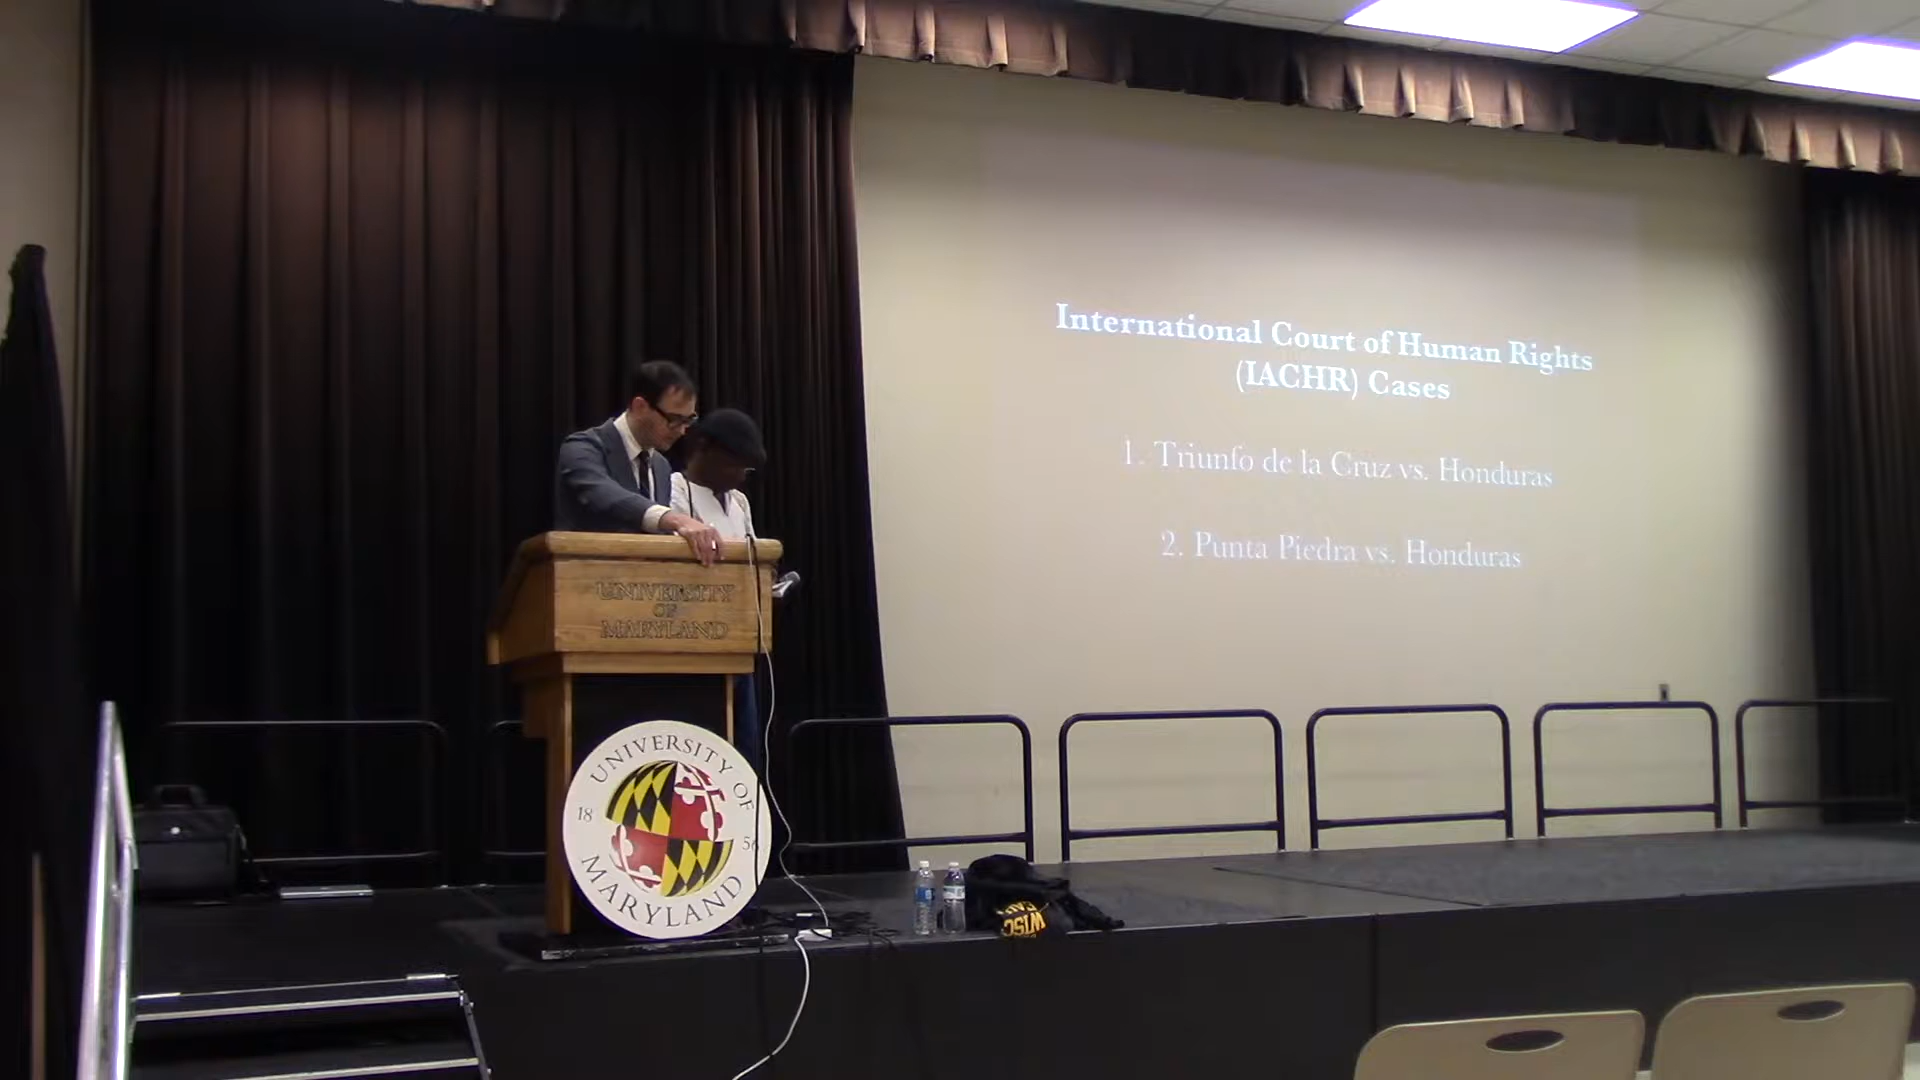 International Court of Human Rights
(IACHR) Cases
1. Triunfo de la Cruz vs. Honduras
2. Punta Piedra vs. Honduras
UNIVERSITY
OF
MARYLAND
UNIVERSITY OF
18 56
MARYLAND